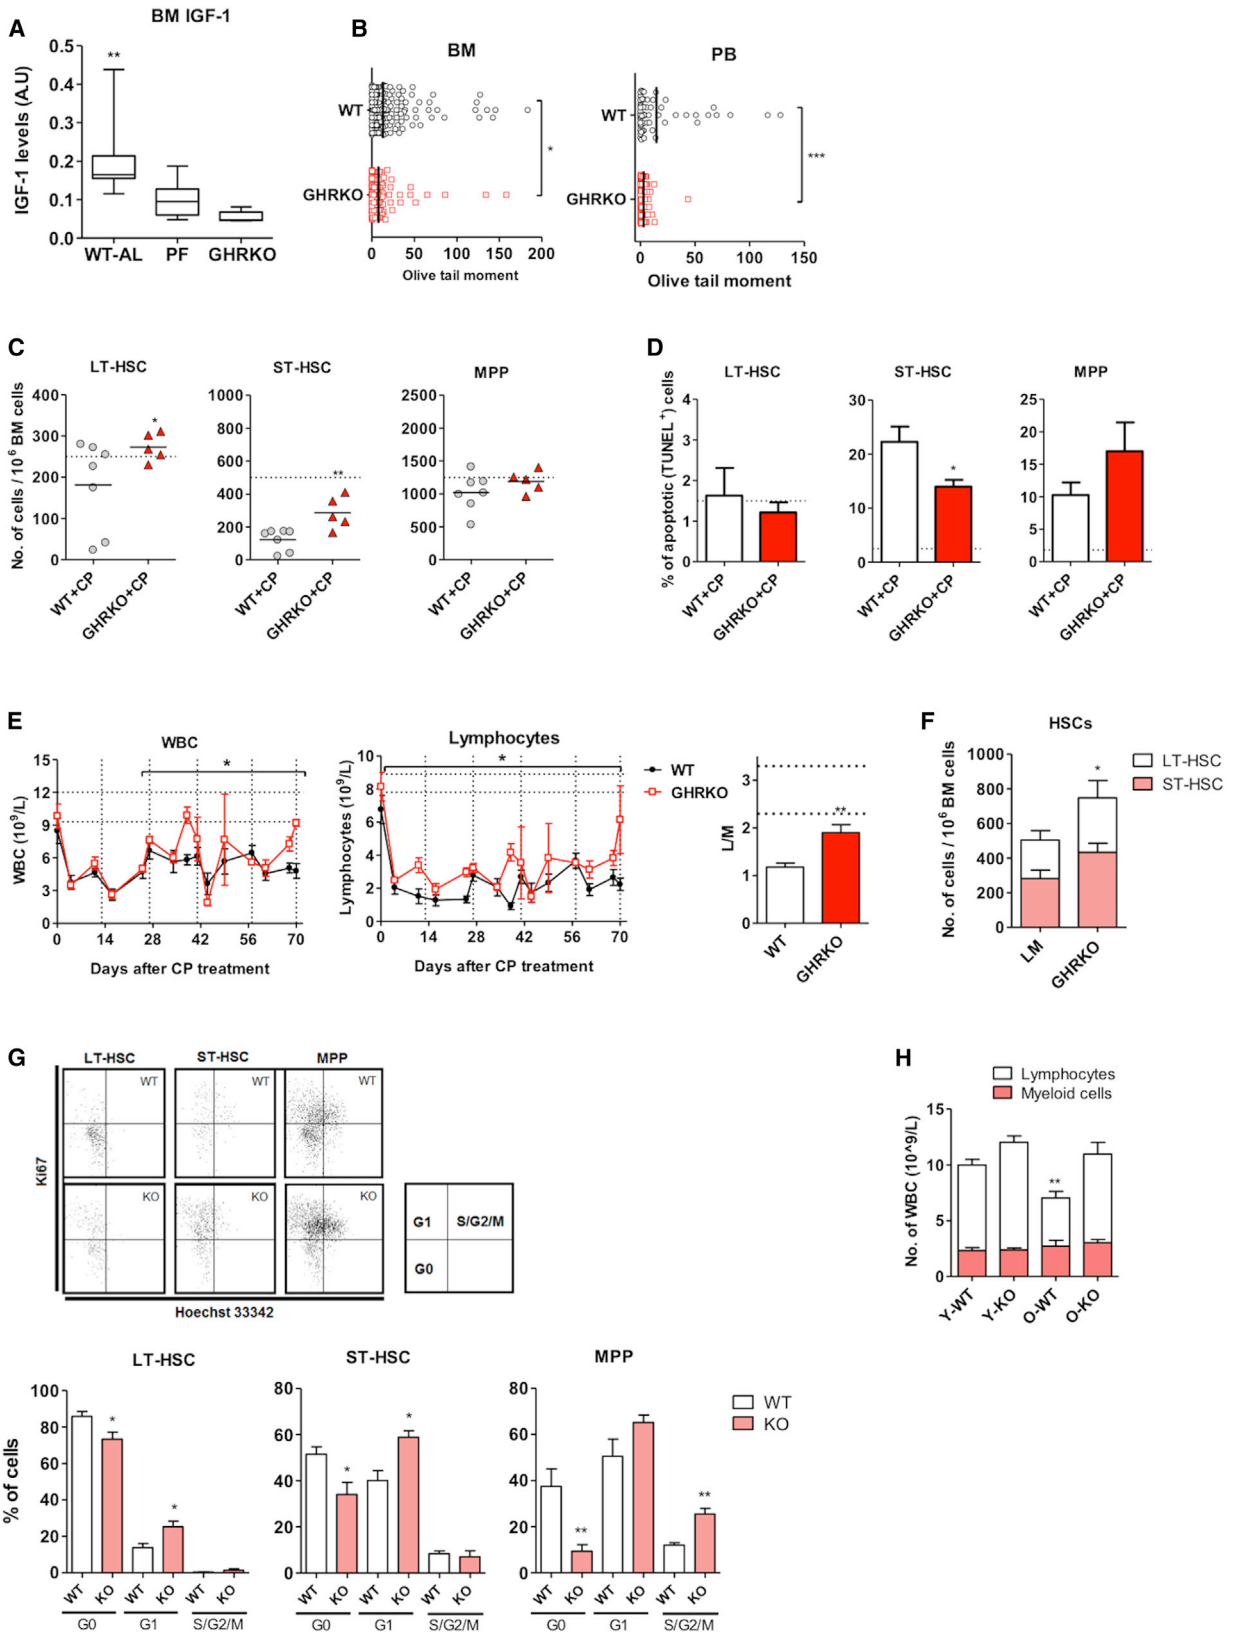 A
BM IGF-1
IGF-1 levels (A.U)
0.5
0.4
0.3
0.2
0.1
0.0
**
WT-AL PF GHRKO
B
BM
WT
GHRKO
*
0 50 100 150 200
Olive tail moment
PB
WT
GHRKO
***
0 50 100 150
Olive tail moment
C
No. of cells / 10^6 BM cells
LT-HSC
400
300
200
100
0
*
WT+CP GHRKO+CP
ST-HSC
1000
800
600
400
200
0
**
WT+CP GHRKO+CP
MPP
2500
2000
1500
1000
500
0
WT+CP GHRKO+CP
D
% of apoptotic (TUNEL +) cells
LT-HSC
4
3
2
1
0
WT+CP GHRKO+CP
ST-HSC
30
20
10
0
*
WT+CP GHRKO+CP
MPP
25
20
15
10
5
0
WT+CP GHRKO+CP
E
WBC
WBC (10^9/L)
15
12
9
6
3
0
*
0 14 28 42 56 70
Days after CP treatment
Lymphocytes
Lymphocytes (10^9/L)
10
8
6
4
2
0
*
0 14 28 42 56 70
Days after CP treatment
WT
GHRKO
L/M
3
2
1
0
**
WT GHRKO
F
HSCs
No. of cells / 10^6 BM cells
1000
800
600
400
200
0
*
LM GHRKO
LT-HSC
ST-HSC
G
LT-HSC ST-HSC MPP
WT WT WT
KO KO KO
Ki67
Hoechst 33342
G1 S/G2/M
G0
H
Lymphocytes
Myeloid cells
No. of WBC (10^9/L)
15
10
5
0
**
Y-WT Y-KO O-WT O-KO
% of cells
LT-HSC
100
80
60
40
20
0
* *
WT KO WT KO WT KO
G0 G1 S/G2/M
ST-HSC
80
60
40
20
0
* *
WT KO WT KO WT KO
G0 G1 S/G2/M
MPP
80
60
40
20
0
** **
WT KO WT KO WT KO
G0 G1 S/G2/M
WT
KO